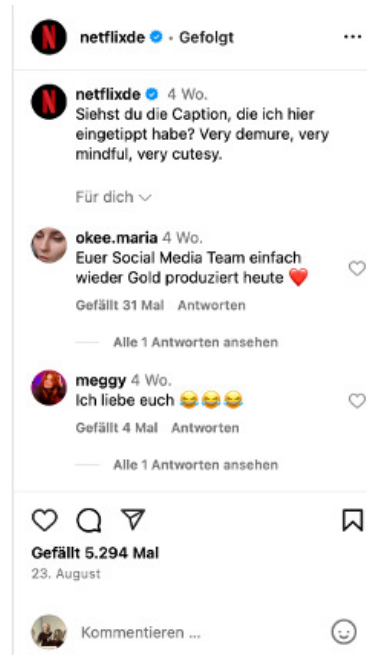 netflixde • Gefolgt
netflixde 4 Wo.
Siehst du die Caption, die ich hier
eingetippt habe? Very demure, very
mindful, very cutesy.
Für dich
okee.maria 4 Wo.
Euer Social Media Team einfach
wieder Gold produziert heute ❤️
Gefällt 31 Mal Antworten
Alle 1 Antworten ansehen
meggy 4 Wo.
Ich liebe euch 😂😂😂
Gefällt 4 Mal Antworten
Alle 1 Antworten ansehen
Gefällt 5.294 Mal
23. August
Kommentieren ...